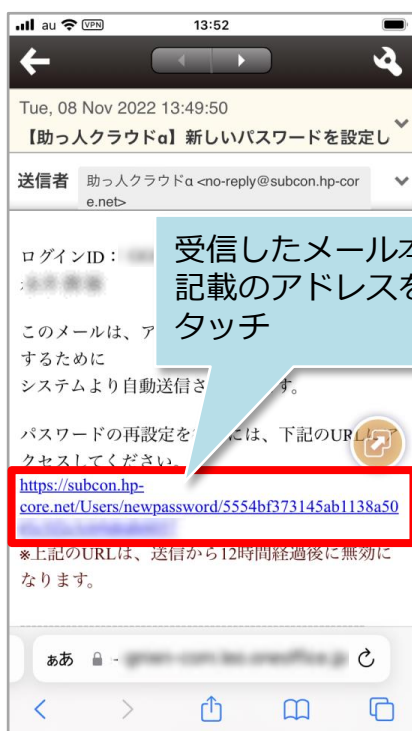 au VPN 13:52
Tue, 08 Nov 2022 13:49:50
【助っ人クラウドα】新しいパスワードを設定し
送信者 助っ人クラウドα <no-reply@subcon.hp-cor
e.net>
受信したメール本
記載のアドレスを
タッチ
ログインID：
このメールは、ア
するために
システムより自動送信さ す。
パスワードの再設定を には、下記のURLにア
クセスしてください。
https://subcon.hp-
core.net/Users/newpassword/5554bf373145ab1138a50
※上記のURLは、送信から12時間経過後に無効に
なります。
ああ